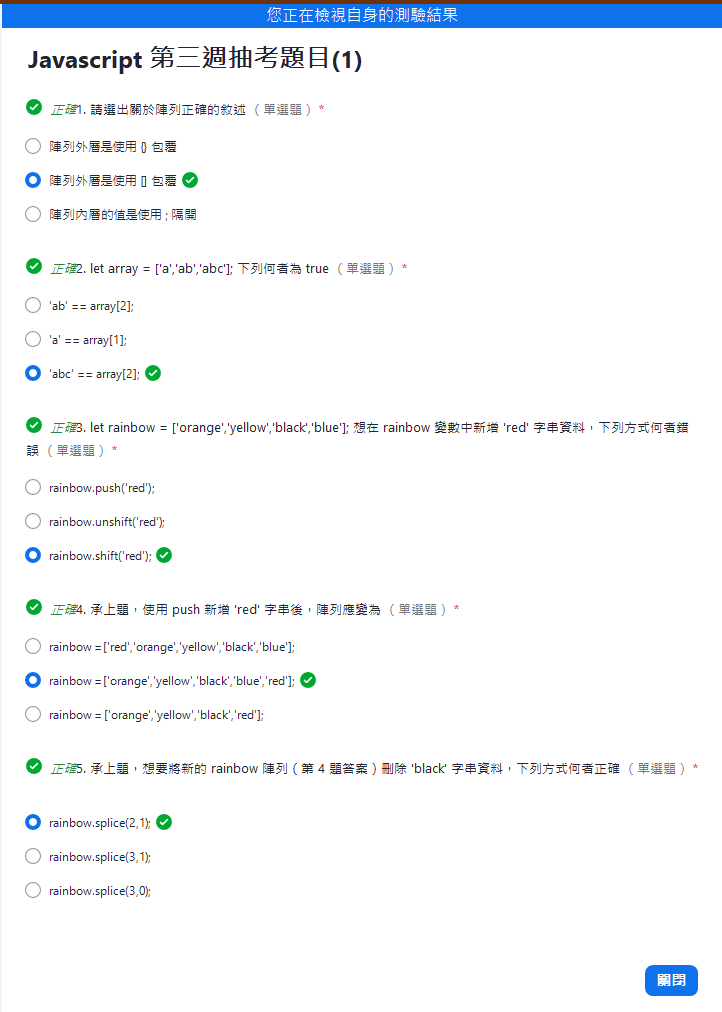 您正在檢視自身的測驗結果
Javascript 第三週抽考題目(1)
正確1. 請選出關於陣列正確的敘述 （單選題） *
陣列外層是使用 {} 包覆
陣列外層是使用 [] 包覆
陣列內層的值是使用 ; 隔開
正確2. let array = ['a','ab','abc']; 下列何者為 true （單選題） *
'ab' == array[2];
'a' == array[1];
'abc' == array[2];
正確3. let rainbow = ['orange','yellow','black','blue']; 想在 rainbow 變數中新增 'red' 字串資料，下列方式何者錯
誤（單選題） *
rainbow.push('red');
rainbow.unshift('red');
rainbow.shift('red');
正確4. 承上題，使用 push 新增 'red' 字串後，陣列應變為 （單選題） *
rainbow =['red','orange','yellow','black','blue'];
rainbow =['orange','yellow','black','blue','red'];
rainbow = ['orange','yellow','black','red'];
正確5. 承上題，想要將新的 rainbow 陣列（第 4 題答案）刪除 'black' 字串資料，下列方式何者正確 （單選題） *
rainbow.splice(2,1);
rainbow.splice(3,1);
rainbow.splice(3,0);
關閉